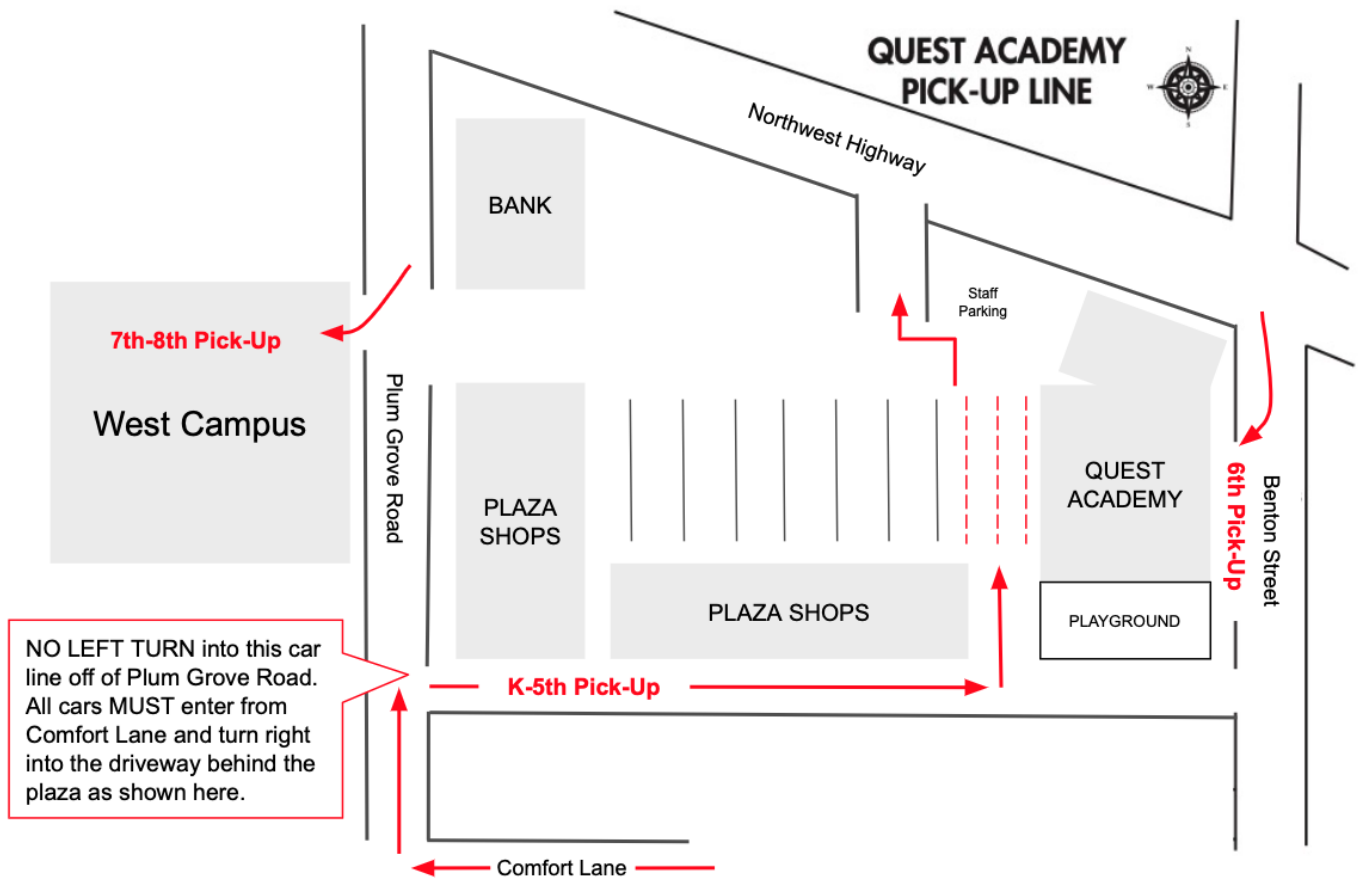 QUEST ACADEMY
PICK-UP LINE
N
W
E
S
Northwest Highway
BANK
Staff
Parking
7th-8th Pick-Up
West Campus
Plum Grove Road
PLAZA
SHOPS
QUEST
ACADEMY
6th Pick-Up
Benton Street
PLAZA SHOPS
PLAYGROUND
NO LEFT TURN into this car
line off of Plum Grove Road.
All cars MUST enter from
Comfort Lane and turn right
into the driveway behind the
plaza as shown here.
K-5th Pick-Up
Comfort Lane